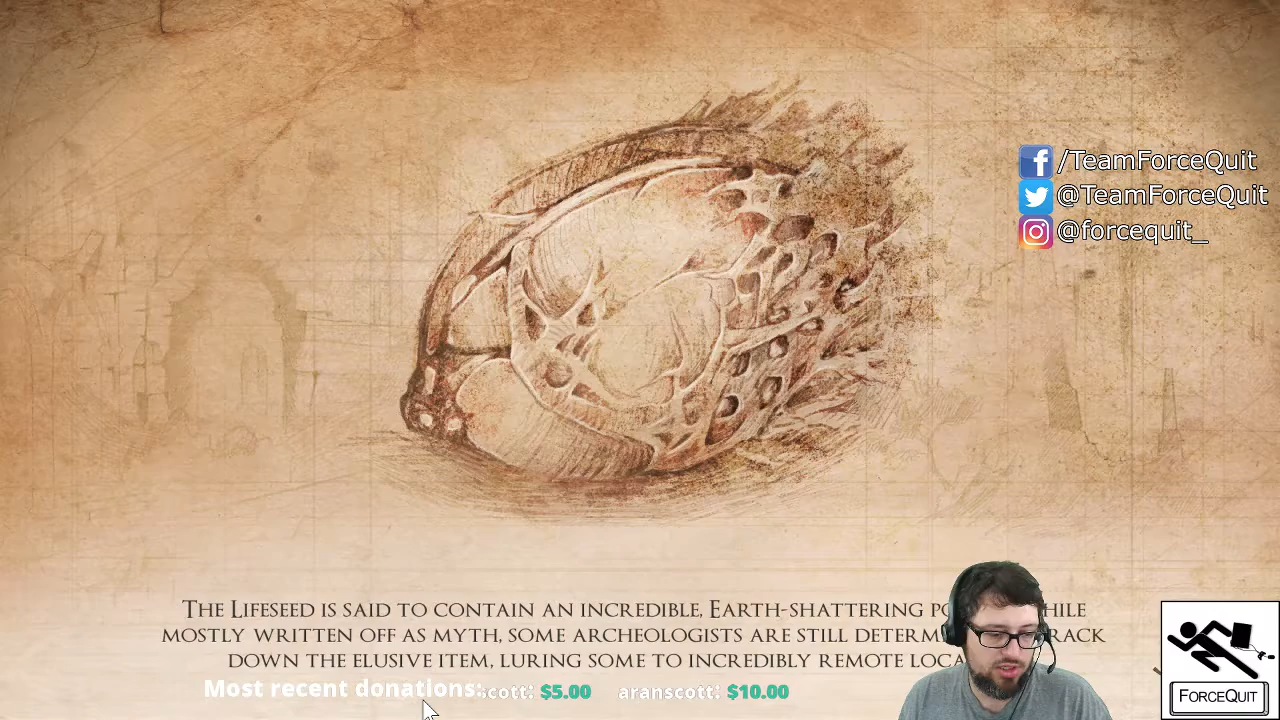 /TeamForceQuit
@TeamForceQuit
@forcequit_
The Lifeseed is said to contain an incredible, Earth-shattering
mostly written off as myth, some archeologists are still
down the elusive item, luring some to incredibly remote
Most recent donations: scott: $5.00 aranscott: $10.00
ForceQuit